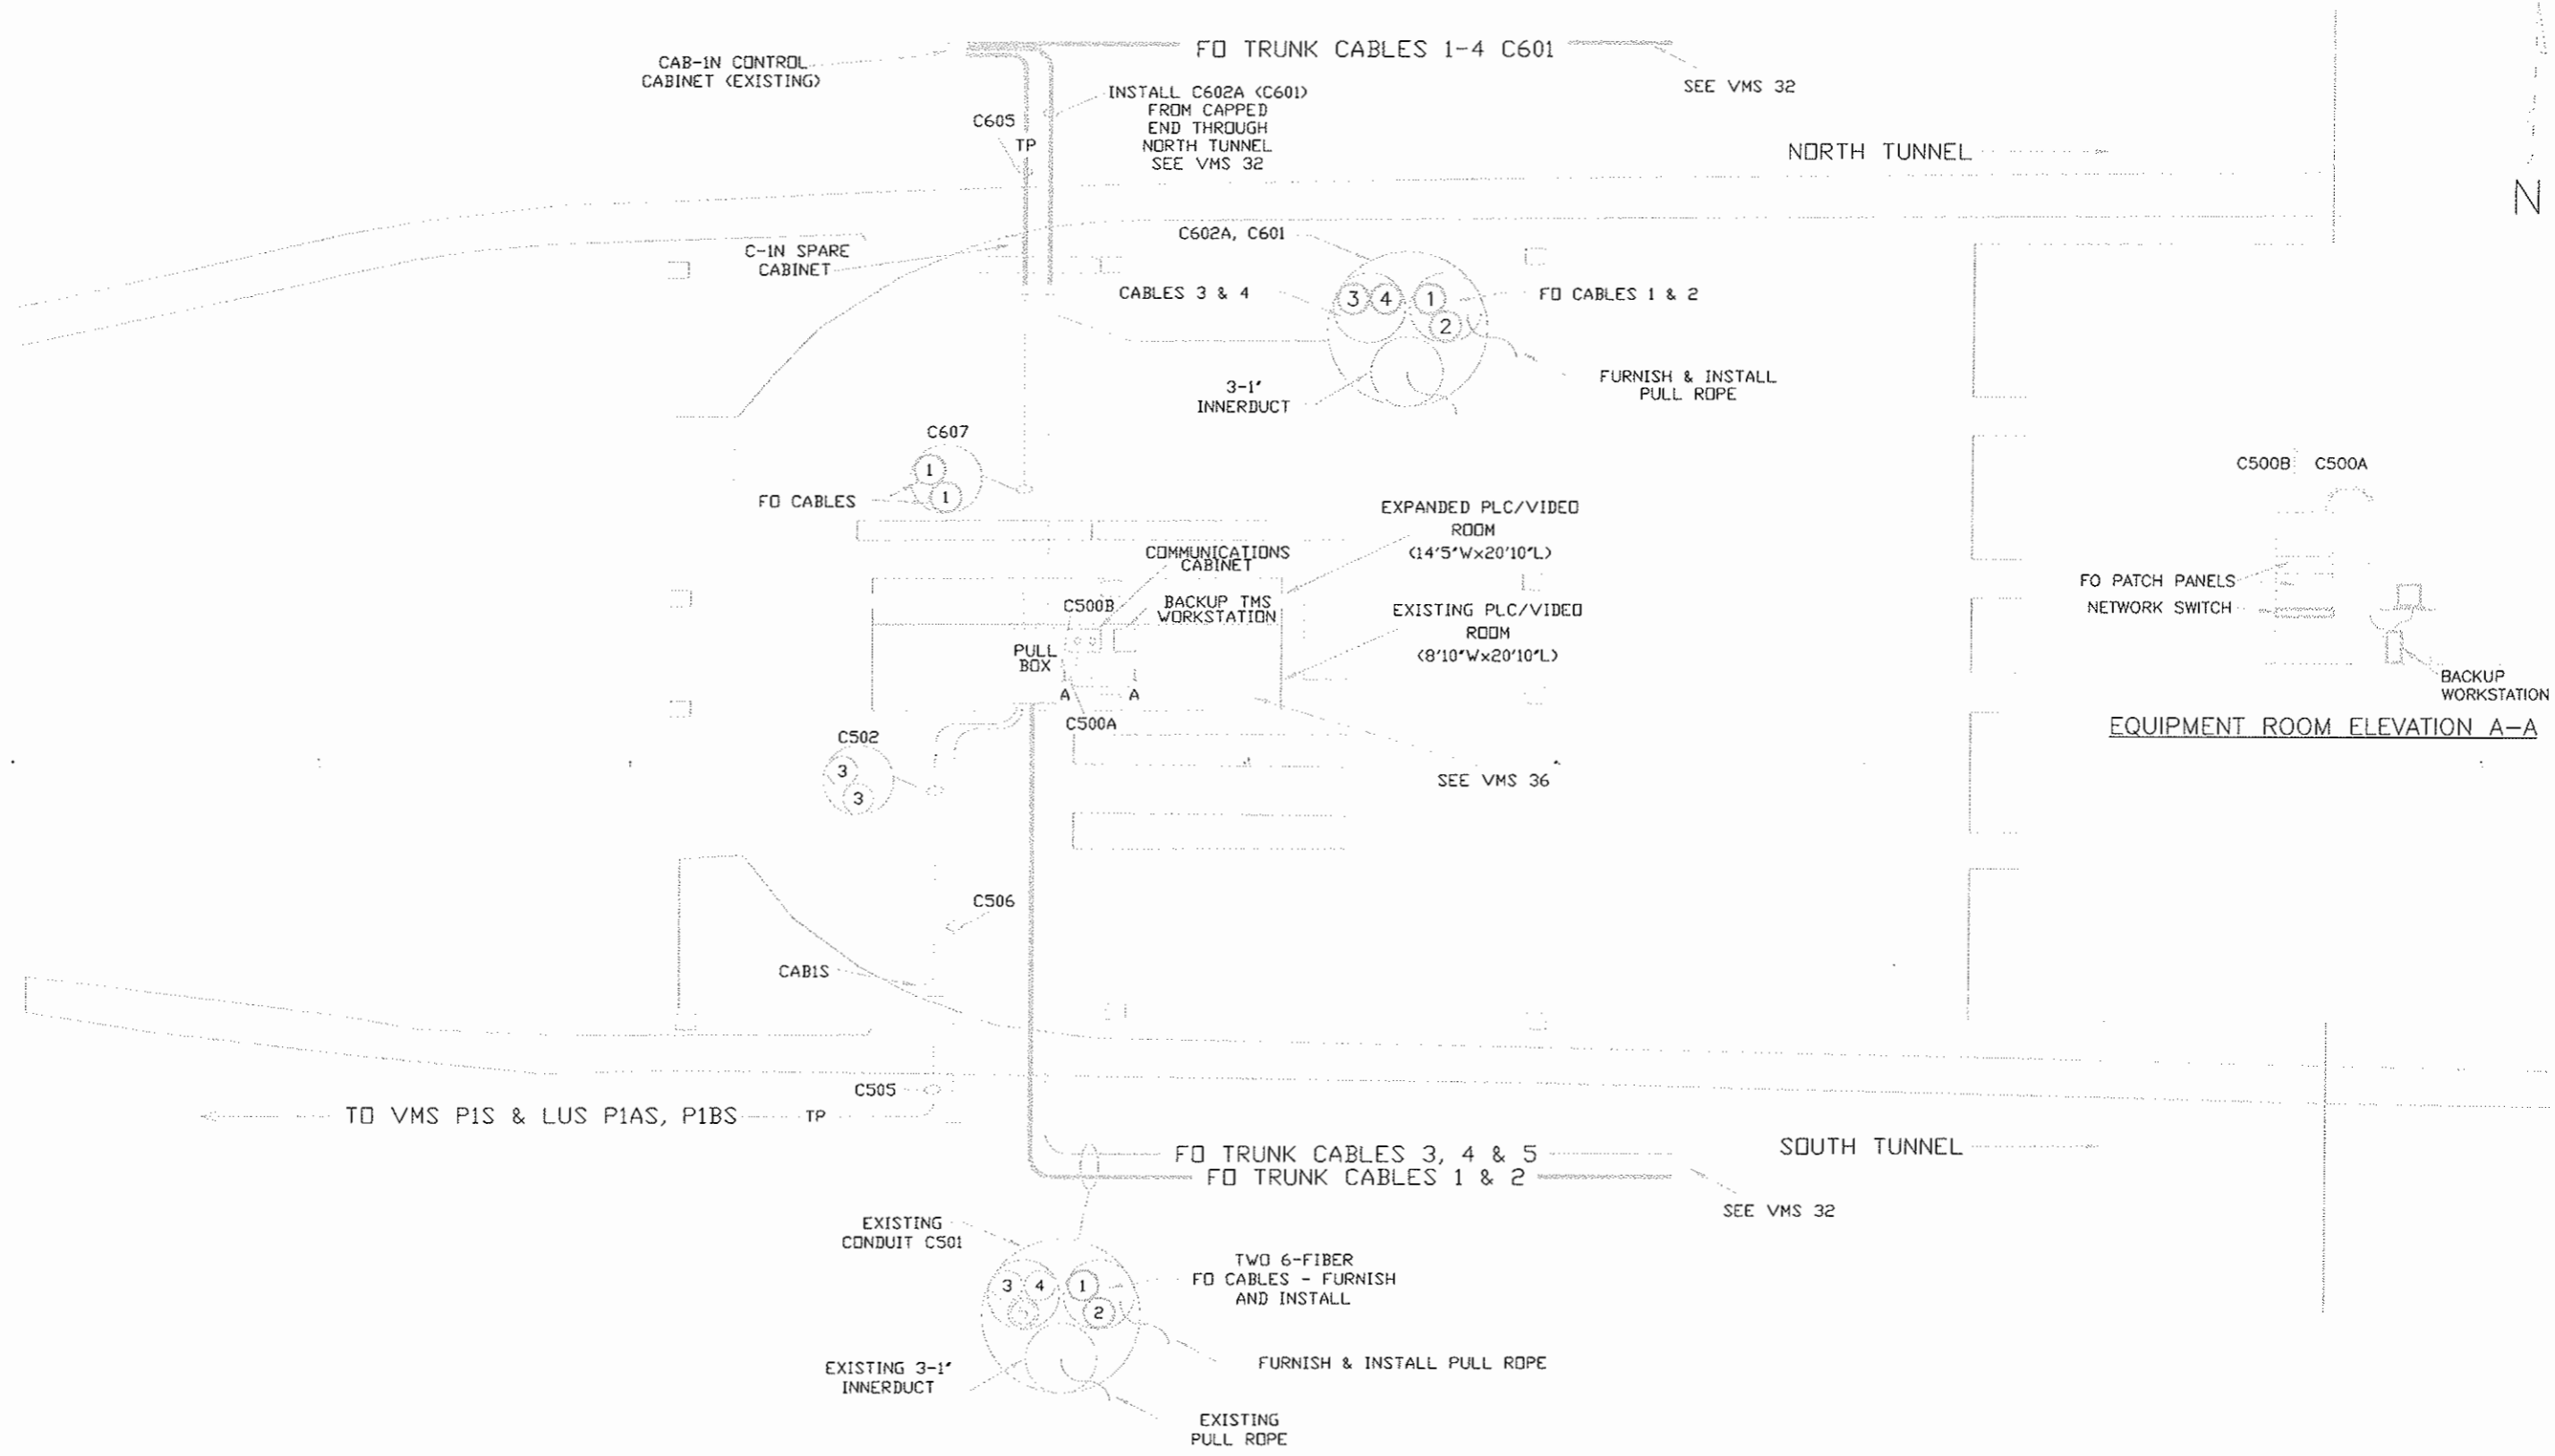 FO TRUNK CABLES 1-4 C601
CAB-1N CONTROL
CABINET (EXISTING)
SEE VMS 32
INSTALL C602A (C601)
FROM CAPPED
END THROUGH
NORTH TUNNEL
SEE VMS 32
C605
TP
NORTH TUNNEL
N
C602A, C601
C-1N SPARE
CABINET
CABLES 3 & 4
3
4
1
2
FO CABLES 1 & 2
3-1"
INNERDUCT
FURNISH & INSTALL
PULL ROPE
C607
1
1
FO CABLES
C500B
C500A
EXPANDED PLC/VIDEO
ROOM
(14'5"Wx20'10"L)
COMMUNICATIONS
CABINET
C500B
BACKUP TMS
WORKSTATION
EXISTING PLC/VIDEO
ROOM
(8'10"Wx20'10"L)
FO PATCH PANELS
NETWORK SWITCH
PULL
BOX
A
A
C500A
BACKUP
WORKSTATION
EQUIPMENT ROOM ELEVATION A-A
C502
3
3
SEE VMS 36
C506
CAB1S
C505
TO VMS P1S & LUS P1AS, P1BS
TP
FO TRUNK CABLES 3, 4 & 5
FO TRUNK CABLES 1 & 2
SOUTH TUNNEL
SEE VMS 32
EXISTING
CONDUIT C501
3
4
1
2
TWO 6-FIBER
FO CABLES - FURNISH
AND INSTALL
EXISTING 3-1"
INNERDUCT
FURNISH & INSTALL PULL ROPE
EXISTING
PULL ROPE